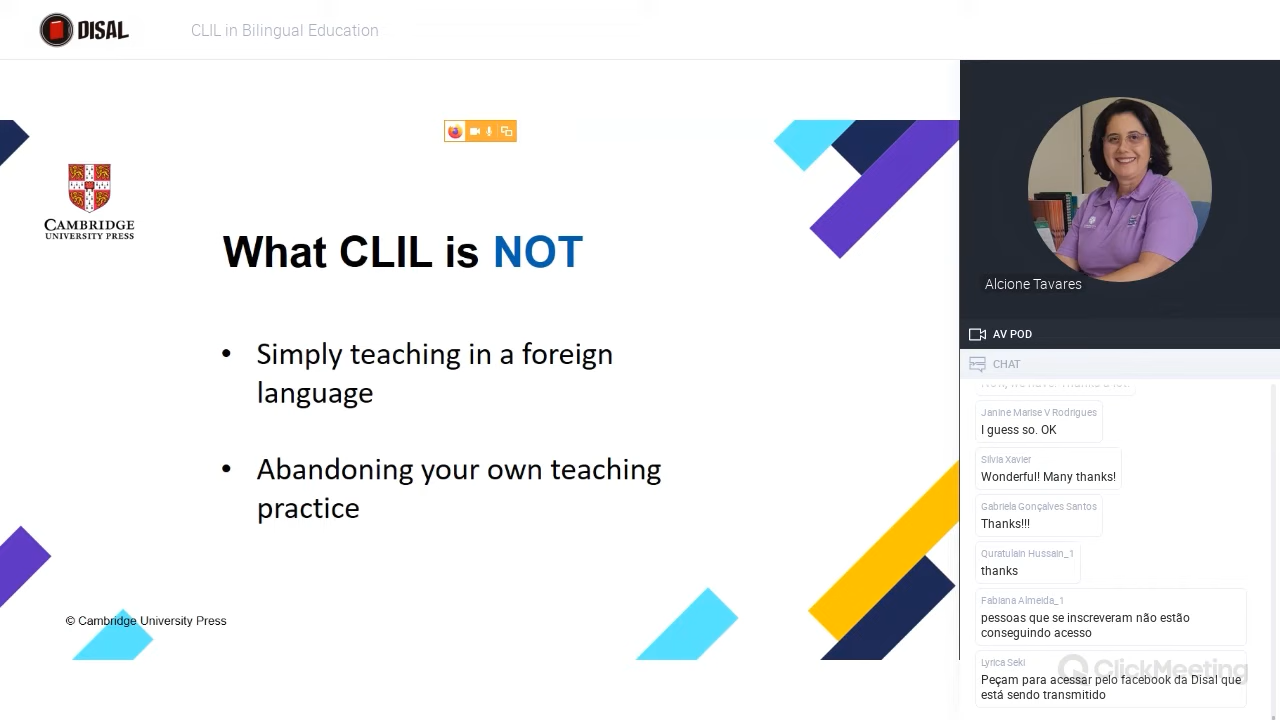 DISAL
CLIL in Bilingual Education
CAMBRIDGE
UNIVERSITY PRESS
What CLIL is NOT
• Simply teaching in a foreign
language
• Abandoning your own teaching
practice
© Cambridge University Press
Alcione Tavares
AV POD
CHAT
Janine Marise V Rodrigues
I guess so. OK
Silvia Xavier
Wonderful! Many thanks!
Gabriela Gonçalves Santos
Thanks!!!
Quratulain Hussain_1
thanks
Fabiana Almeida_1
pessoas que se inscreveram não estão
conseguindo acesso
Lyrica Seki
ClickMeeting
Peçam para acessar pelo facebook da Disal que
está sendo transmitido